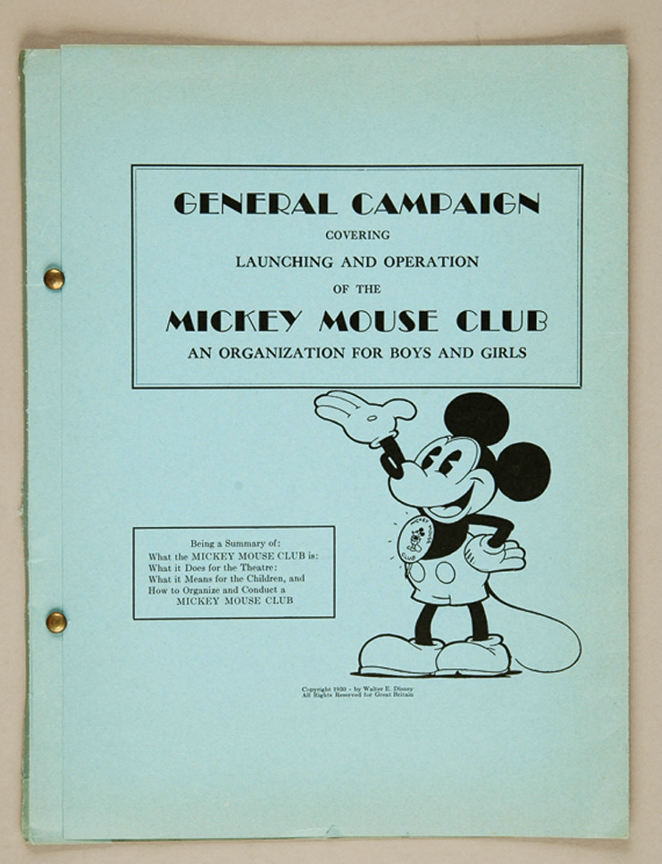 GENERAL CAMPAIGN
COVERING
LAUNCHING AND OPERATION
OF THE
MICKEY MOUSE CLUB
AN ORGANIZATION FOR BOYS AND GIRLS
MICKEY MOUSE
CLUB
Being a Summary of:
What the MICKEY MOUSE CLUB is:
What it Does for the Theatre:
What it Means for the Children, and
How to Organize and Conduct a
MICKEY MOUSE CLUB
Copyright 1930 - by Walter E. Disney
All Rights Reserved for Great Britain